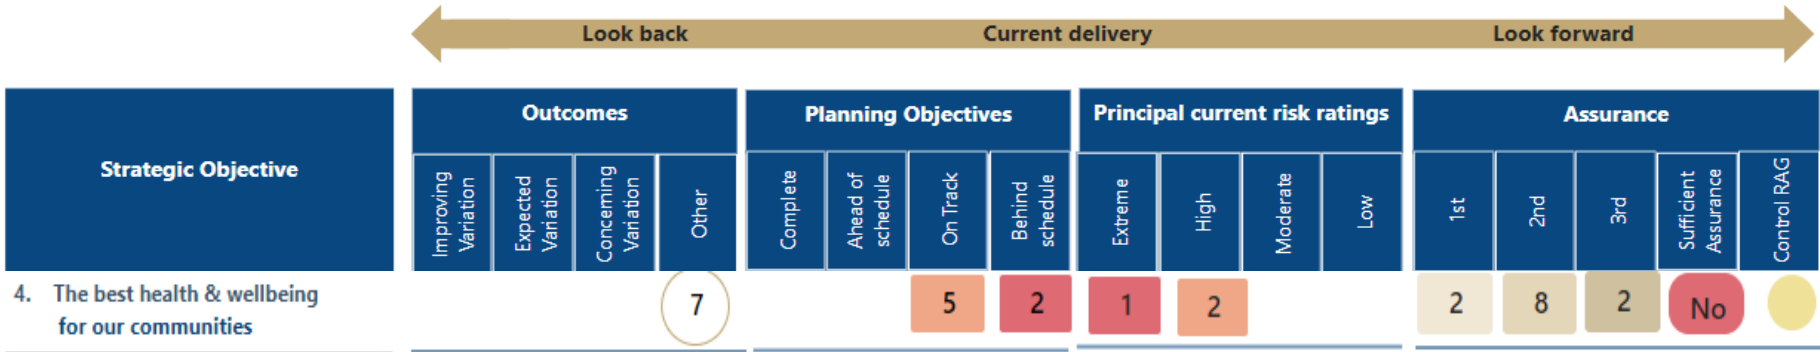 Look back Current delivery Look forward
Strategic Objective
Outcomes Planning Objectives Principal current risk ratings Assurance
Improving
Variation
Expected
Variation
Concerning
Variation
Other
Complete
Ahead of
schedule
On Track
Behind
schedule
Extreme
High
Moderate
Low
1st
2nd
3rd
Sufficient
Assurance
Control RAG
4. The best health & wellbeing
for our communities
7 5 2 1 2 2 8 2 No